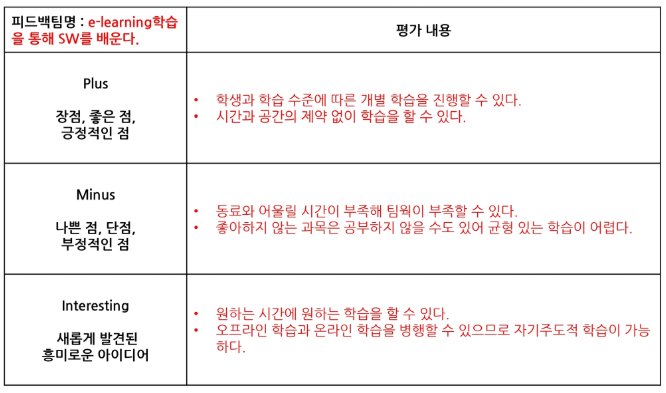 피드백팀명 : e-learning학습
을 통해 SW를 배운다.
평가 내용
Plus
장점, 좋은 점,
긍정적인 점
• 학생과 학습 수준에 따른 개별 학습을 진행할 수 있다.
• 시간과 공간의 제약 없이 학습을 할 수 있다.
Minus
나쁜 점, 단점,
부정적인 점
• 동료와 어울릴 시간이 부족해 팀웍이 부족할 수 있다.
• 좋아하지 않는 과목은 공부하지 않을 수도 있어 균형 있는 학습이 어렵다.
Interesting
새롭게 발견된
흥미로운 아이디어
• 원하는 시간에 원하는 학습을 할 수 있다.
• 오프라인 학습과 온라인 학습을 병행할 수 있으므로 자기주도적 학습이 가능
하다.